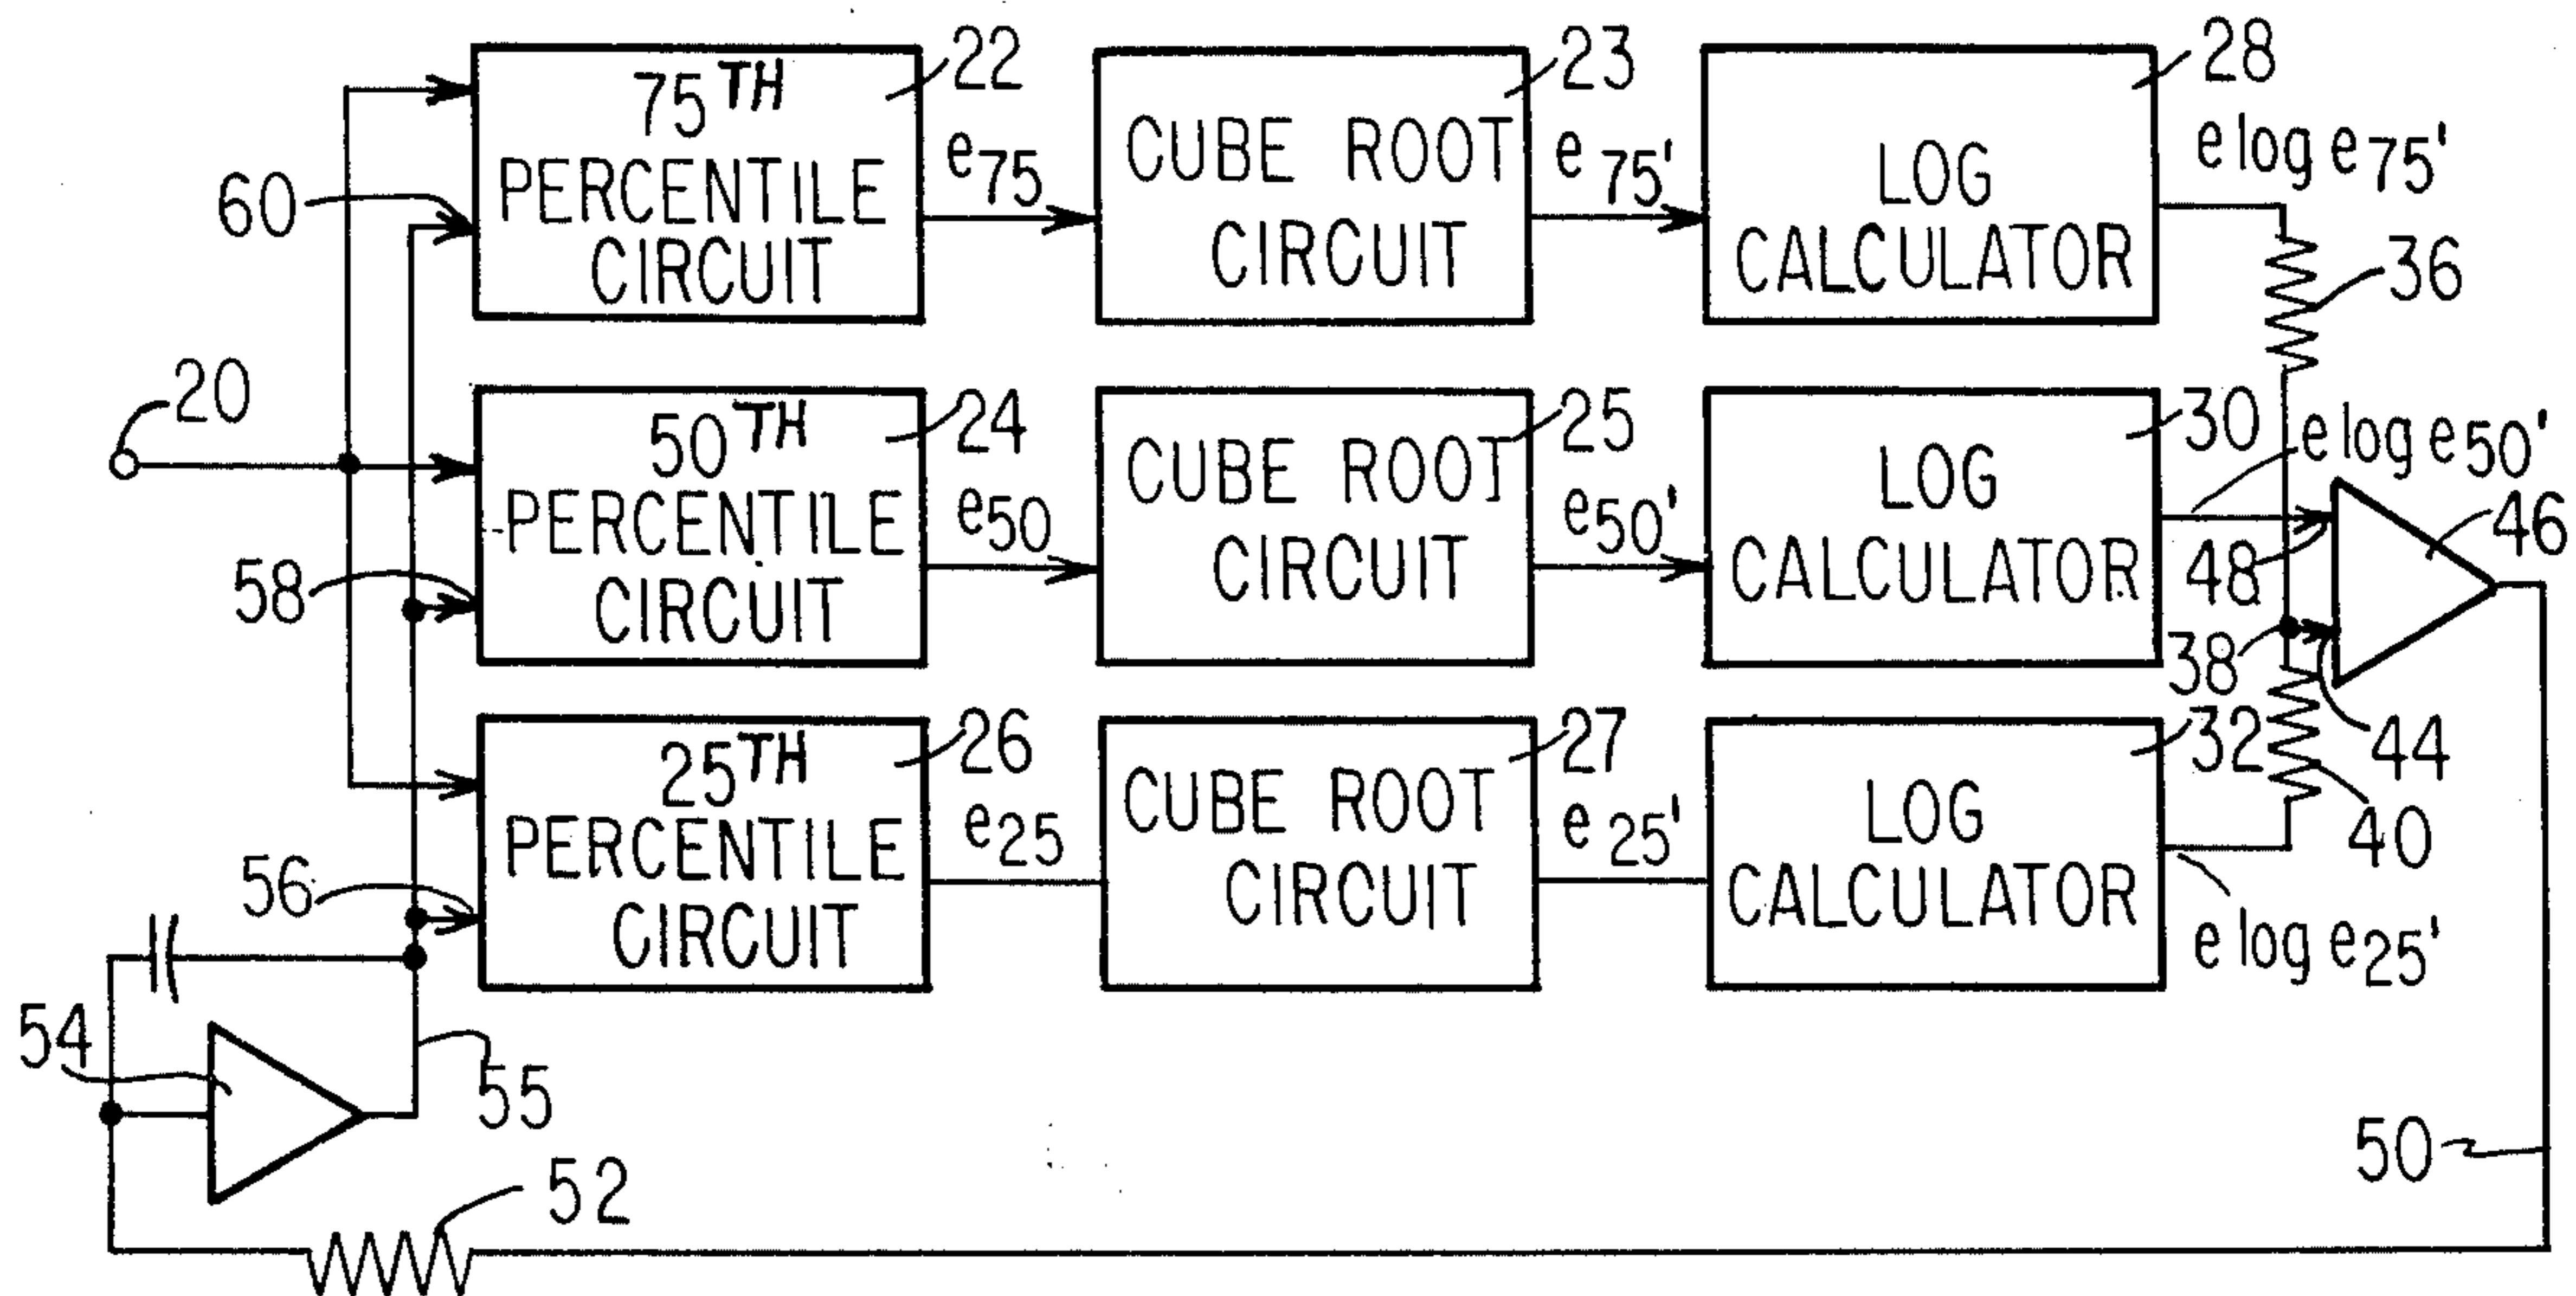 75TH
PERCENTILE
CIRCUIT
22
e75
CUBE ROOT
CIRCUIT
23
e75'
LOG
CALCULATOR
28
e log e75'
36
60
20
50TH
PERCENTILE
CIRCUIT
24
e50
CUBE ROOT
CIRCUIT
25
e50'
LOG
CALCULATOR
30
e log e50'
46
48
58
38
44
25TH
PERCENTILE
CIRCUIT
26
e25
CUBE ROOT
CIRCUIT
27
e25'
LOG
CALCULATOR
32
40
e log e25'
56
54
55
52
50